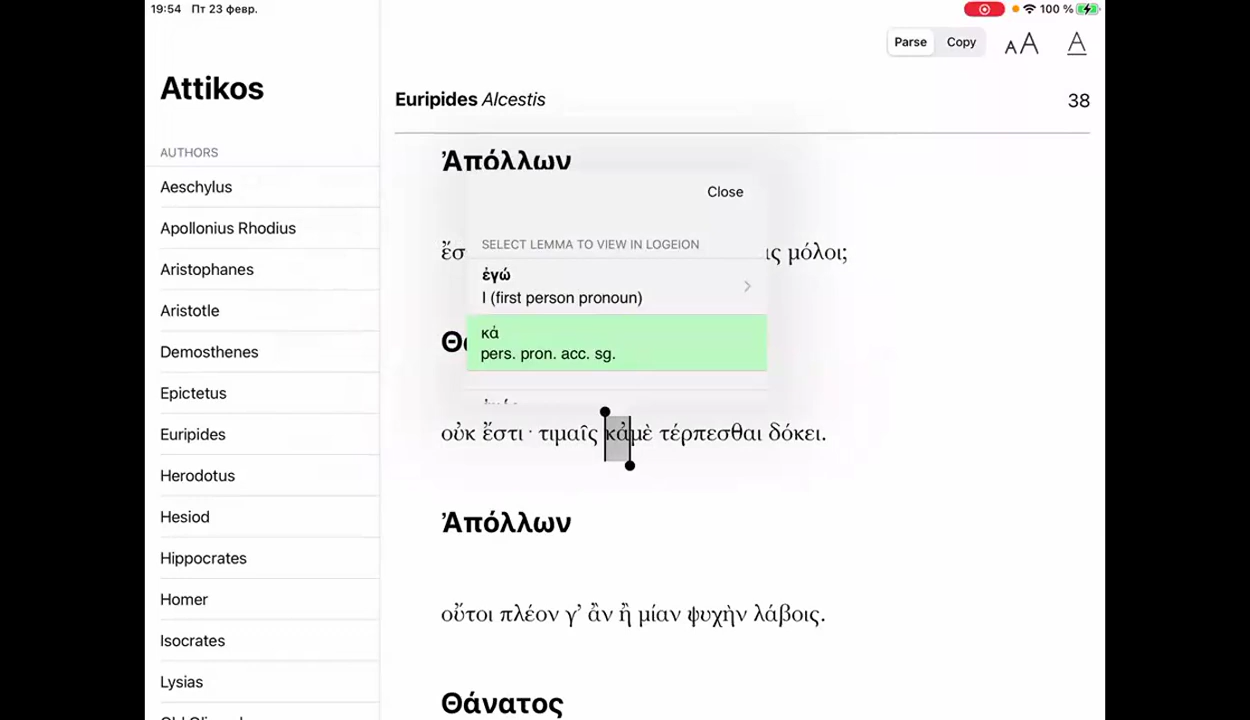 19:54 Пт 23 февр.
100 %
Parse Copy
AA A
Attikos
Euripides Alcestis 38
AUTHORS
Aeschylus
Apollonius Rhodius
Aristophanes
Aristotle
Demosthenes
Epictetus
Euripides
Herodotus
Hesiod
Hippocrates
Homer
Isocrates
Lysias
Ἀπόλλων
μόλοι;
Close
SELECT LEMMA TO VIEW IN LOGEION
ἐγώ
I (first person pronoun)
κἀ
pers. pron. acc. sg.
οὐκ ἔστι · τιμαῖς κἀμὲ τέρπεσθαι δόκει.
Ἀπόλλων
οὔτοι πλέον γ’ ἂν ἢ μίαν ψυχὴν λάβοις.
Θάνατος